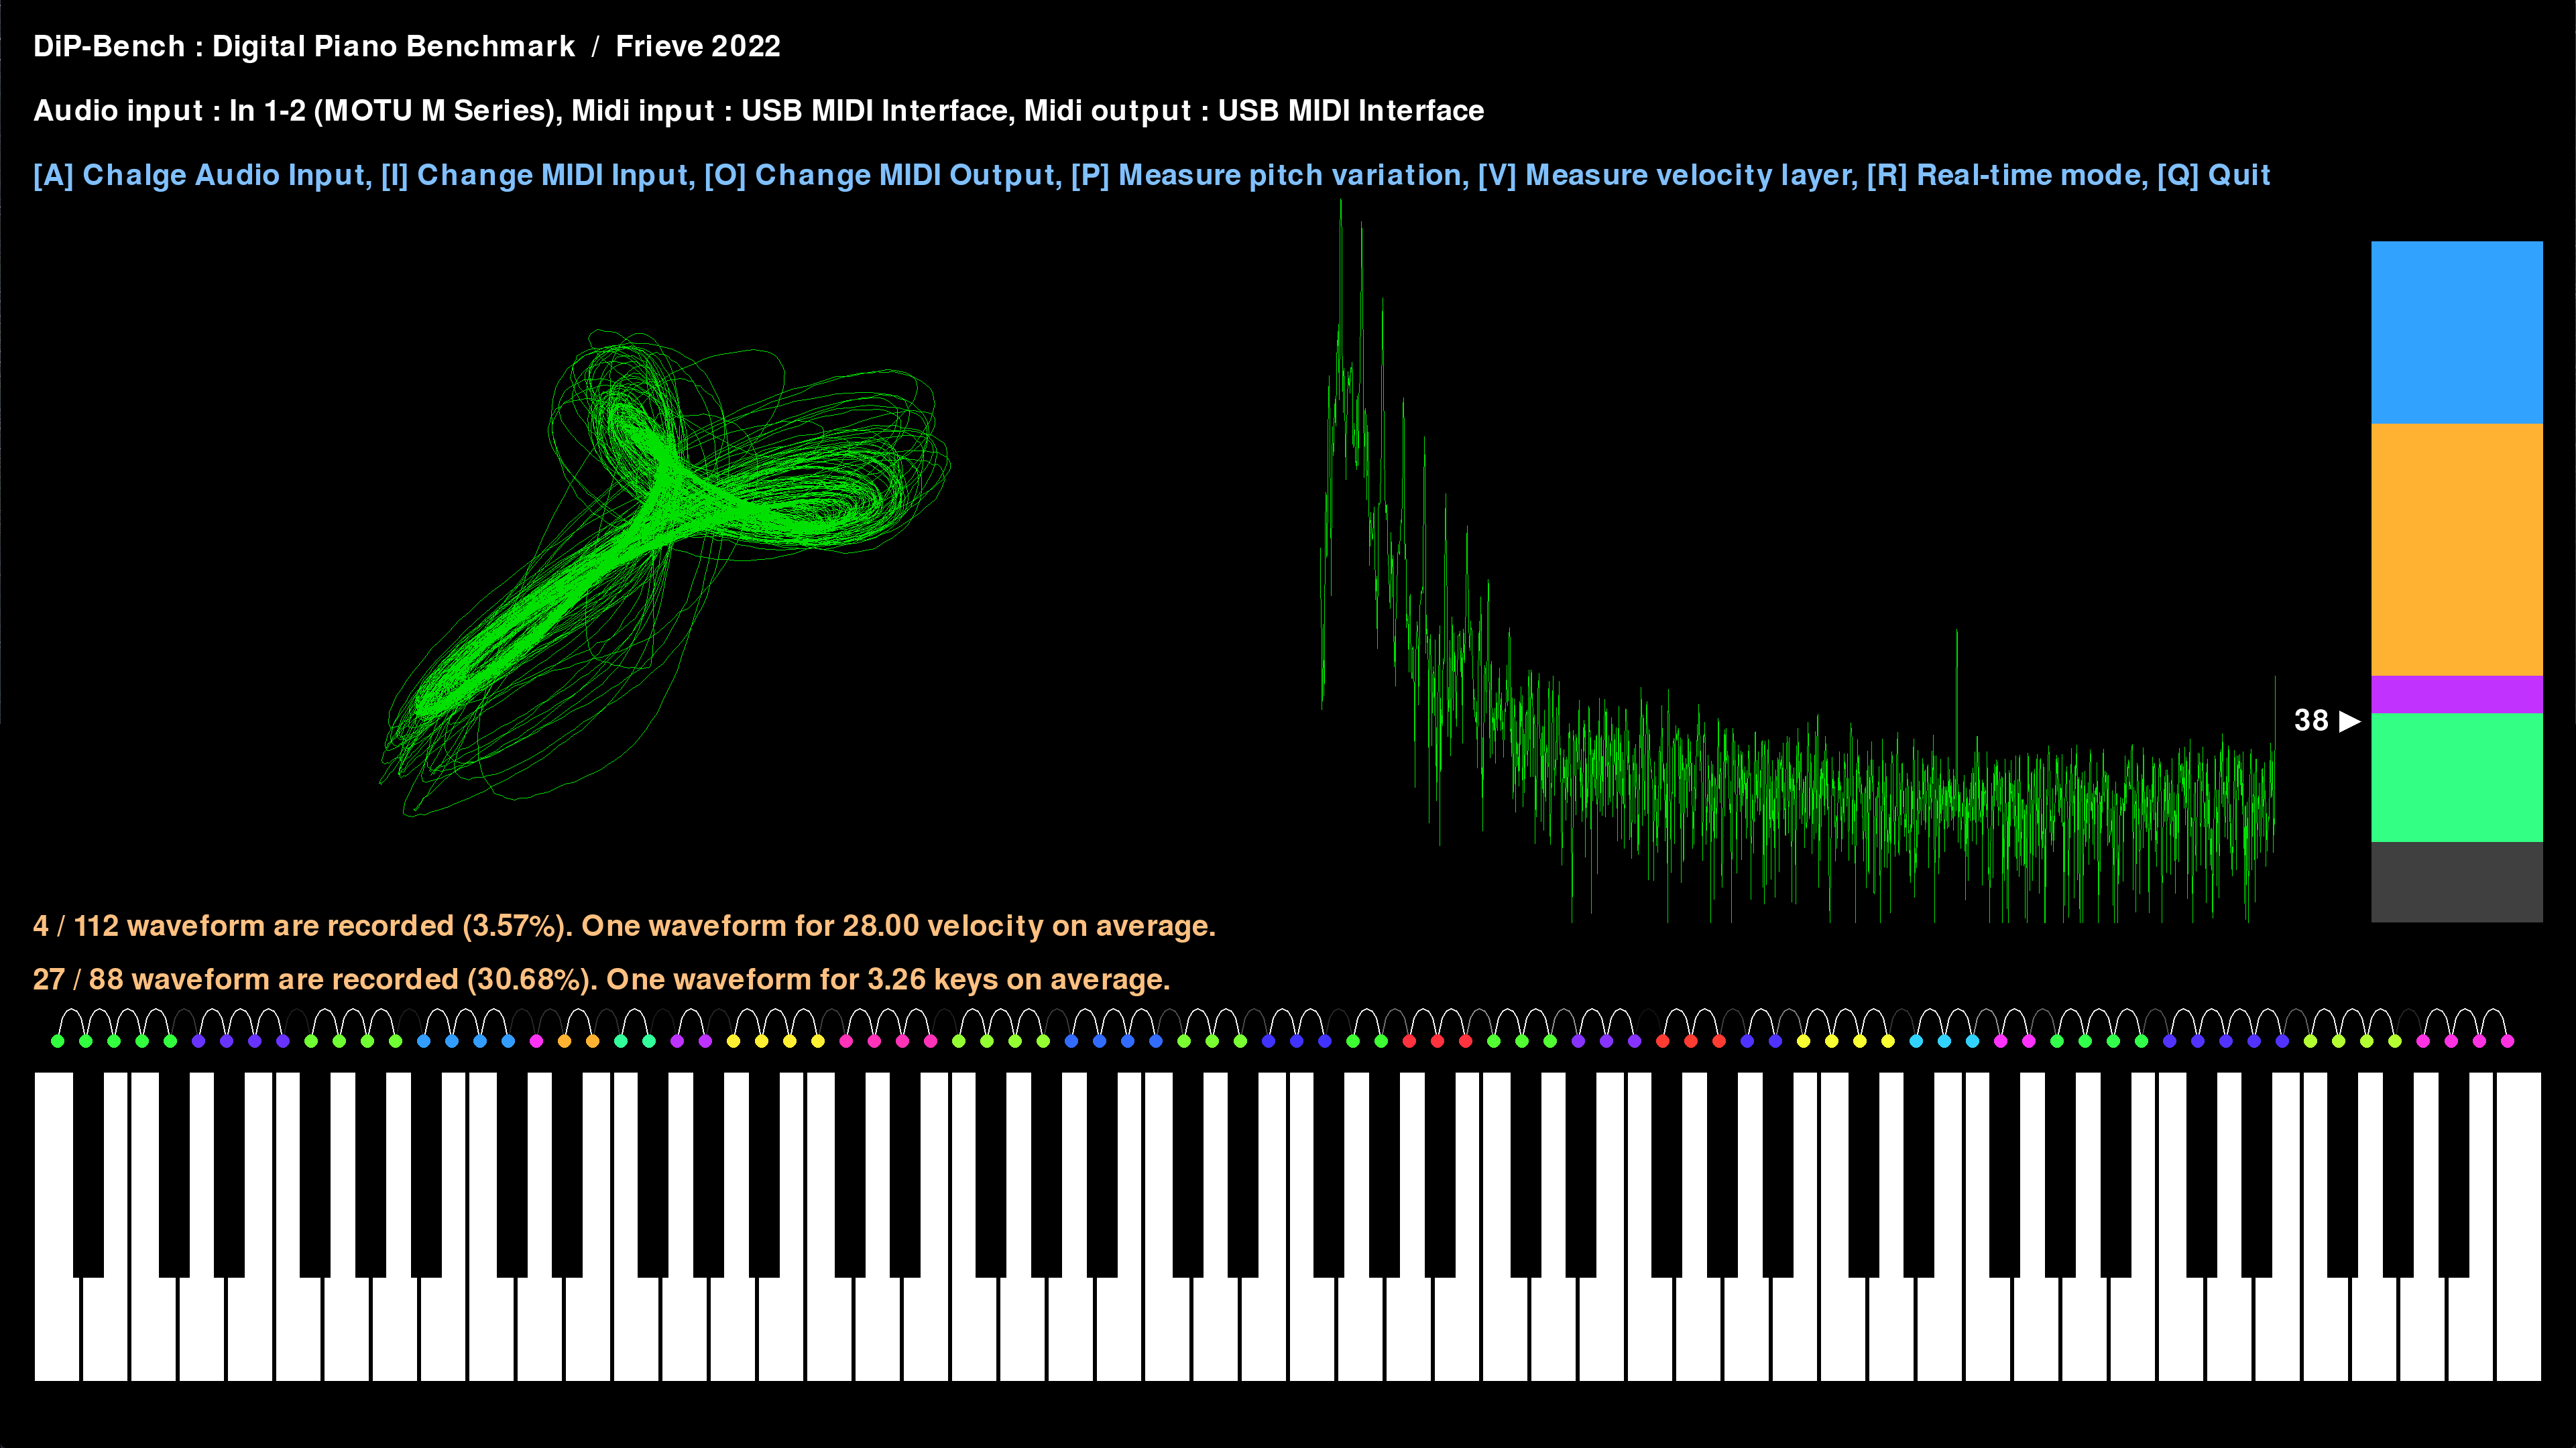 DiP-Bench : Digital Piano Benchmark / Frieve 2022
Audio input : In 1-2 (MOTU M Series), Midi input : USB MIDI Interface, Midi output : USB MIDI Interface
[A] Chalge Audio Input, [I] Change MIDI Input, [O] Change MIDI Output, [P] Measure pitch variation, [V] Measure velocity layer, [R] Real-time mode, [Q] Quit
38 ▶
4 / 112 waveform are recorded (3.57%). One waveform for 28.00 velocity on average.
27 / 88 waveform are recorded (30.68%). One waveform for 3.26 keys on average.